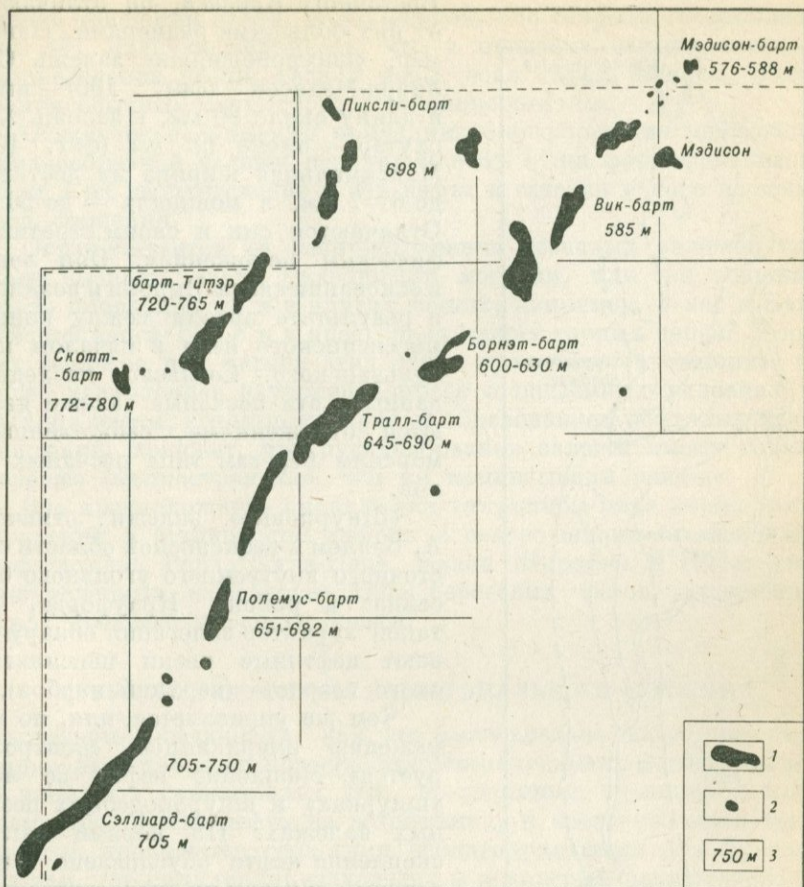 Мэдисон-барт
576-588 м
Пиксли-барт
698 м
Мэдисон
Вик-барт
585 м
барт-Титэр
720-765 м
Скотт-
-барт
772-780 м
Борнэт-барт
600-630 м
Тралл-барт
645-690 м
Полемус-барт
651-682 м
705-750 м
Сэллиард-барт
705 м
1
2
750 м 3